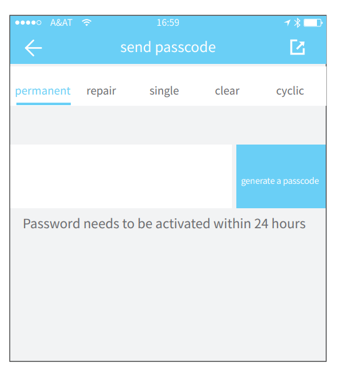 A&AT 16:59
send passcode
permanent repair single clear cyclic
generate a passcode
Password needs to be activated within 24 hours